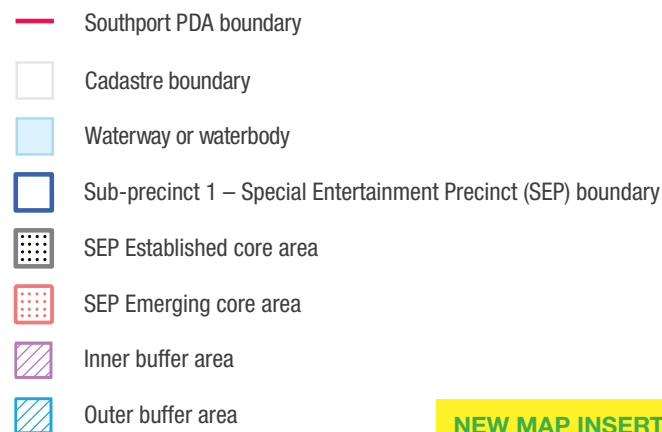 Southport PDA boundary
Cadastre boundary
Waterway or waterbody
Sub-precinct 1 – Special Entertainment Precinct (SEP) boundary
SEP Established core area
SEP Emerging core area
Inner buffer area
Outer buffer area
NEW MAP INSERT